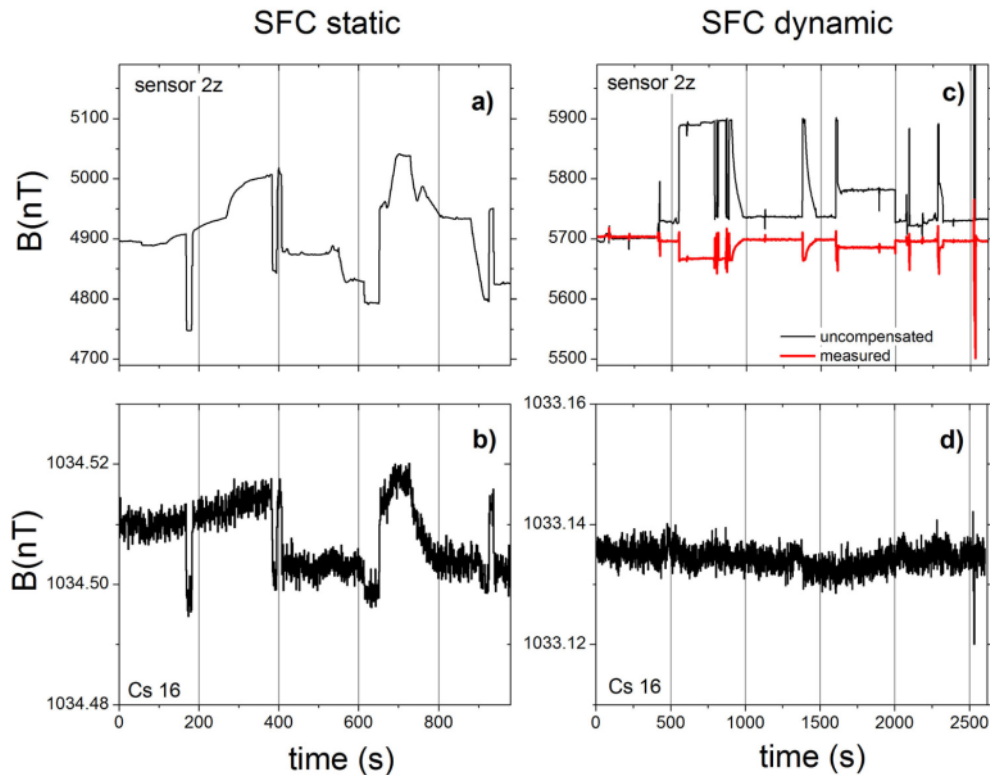 SFC static
SFC dynamic
sensor 2z
a)
B(nT)
5100
5000
4900
4800
4700
sensor 2z
c)
5900
5800
5700
5600
5500
uncompensated
measured
b)
B(nT)
1034.52
1034.50
1034.48
Cs 16
0
200
400
600
800
time (s)
d)
1033.16
1033.14
1033.12
Cs 16
0
500
1000
1500
2000
2500
time (s)